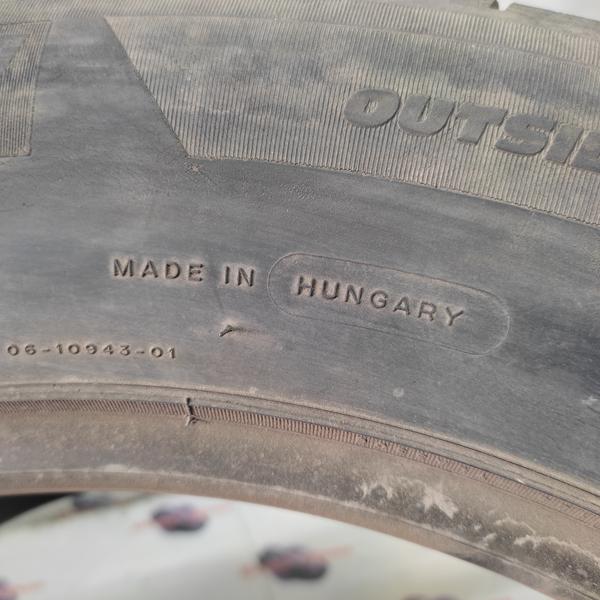 OUTSI
MADE IN HUNGARY
06-10943-01